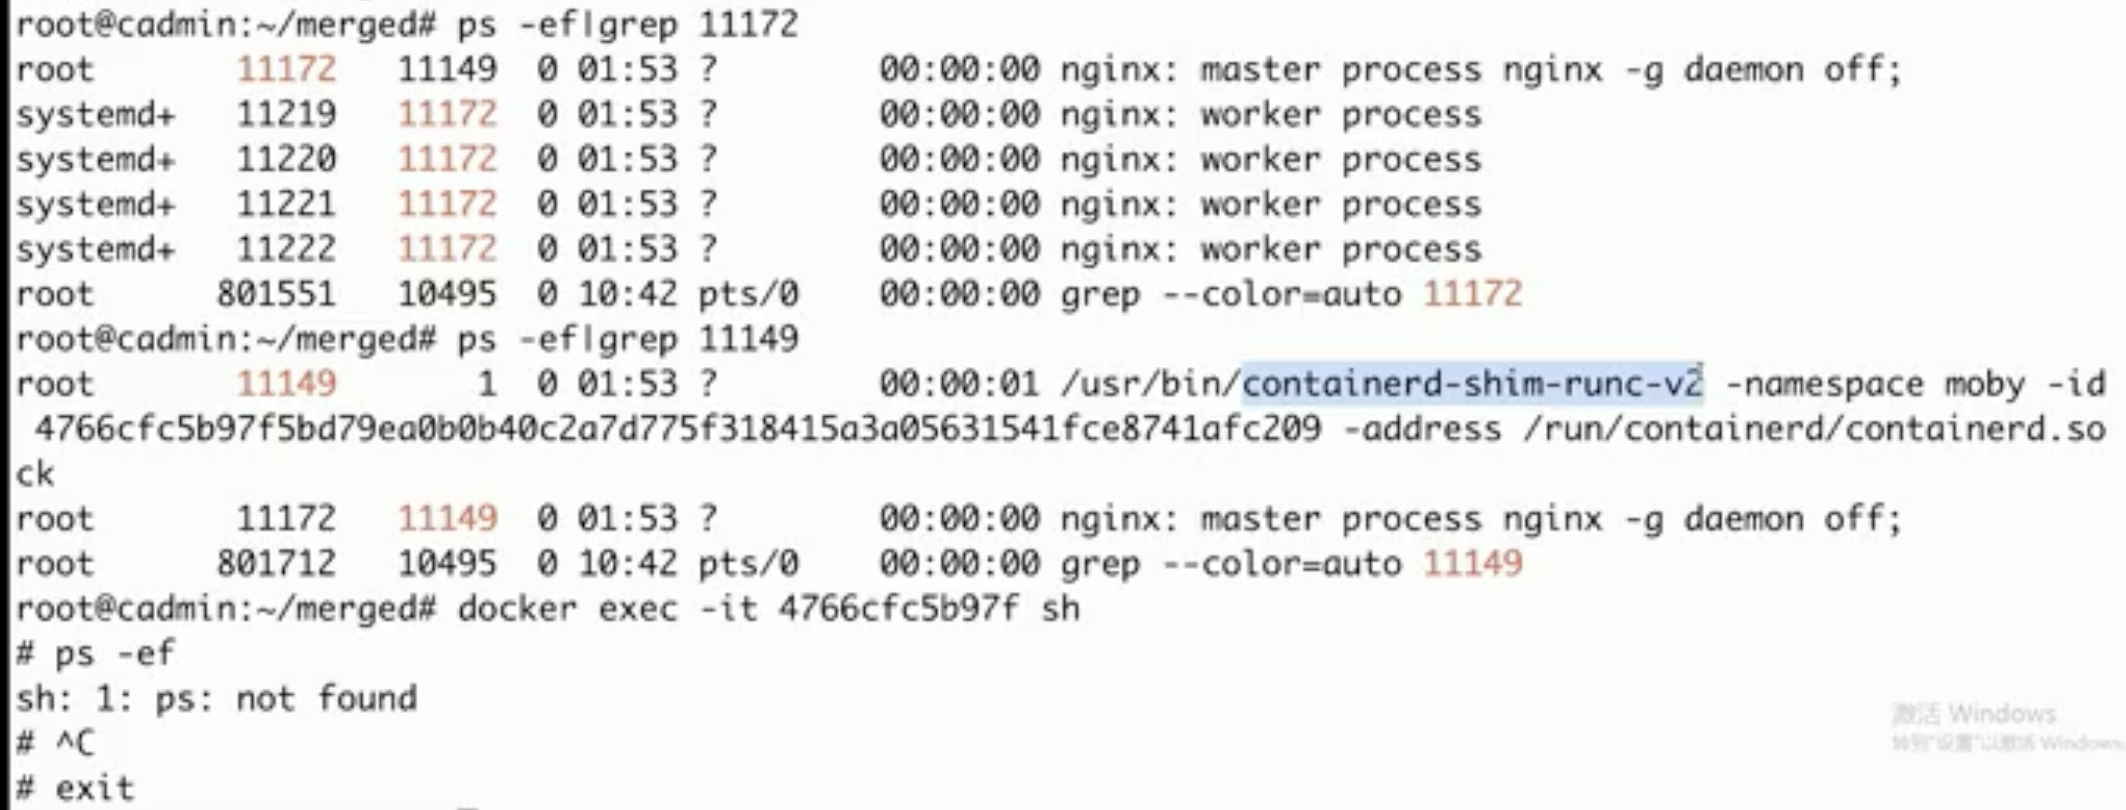 root@cadmin:~/merged# ps -ef|grep 11172
root 11172 11149 0 01:53 ? 00:00:00 nginx: master process nginx -g daemon off;
systemd+ 11219 11172 0 01:53 ? 00:00:00 nginx: worker process
systemd+ 11220 11172 0 01:53 ? 00:00:00 nginx: worker process
systemd+ 11221 11172 0 01:53 ? 00:00:00 nginx: worker process
systemd+ 11222 11172 0 01:53 ? 00:00:00 nginx: worker process
root 801551 10495 0 10:42 pts/0 00:00:00 grep --color=auto 11172
root@cadmin:~/merged# ps -ef|grep 11149
root 11149 1 0 01:53 ? 00:00:01 /usr/bin/containerd-shim-runc-v2 -namespace moby -id
4766cfc5b97f5bd79ea0b0b40c2a7d775f318415a3a05631541fce8741afc209 -address /run/containerd/containerd.so
ck
root 11172 11149 0 01:53 ? 00:00:00 nginx: master process nginx -g daemon off;
root 801712 10495 0 10:42 pts/0 00:00:00 grep --color=auto 11149
root@cadmin:~/merged# docker exec -it 4766cfc5b97f sh
# ps -ef
sh: 1: ps: not found
# ^C
# exit
激活 Windows
转到"设置"以激活 Windows。